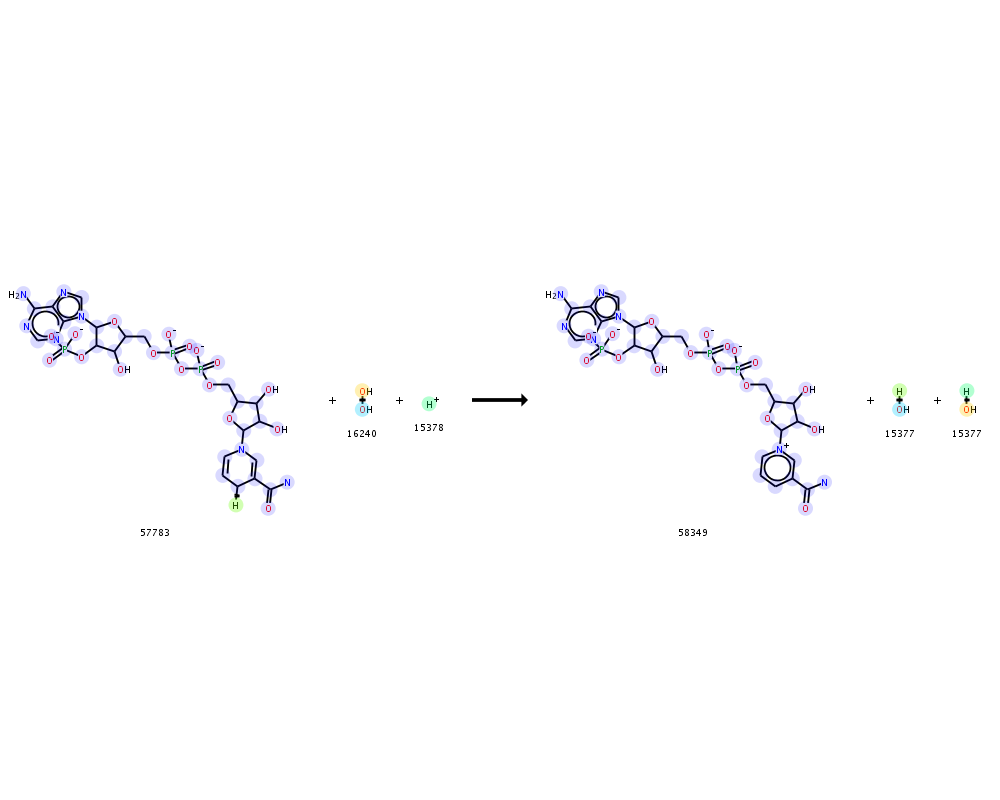 H₂N N N N N O⁻ O⁻ P O O O OH O O⁻ P O O O⁻ P O O O OH OH N N O H
+ OH OH + H⁺
H₂N N N N N O⁻ O⁻ P O O O OH O O⁻ P O O O⁻ P O O O OH OH N⁺ N O
+ H OH + H OH
16240 15378 15377 15377
57783 58349